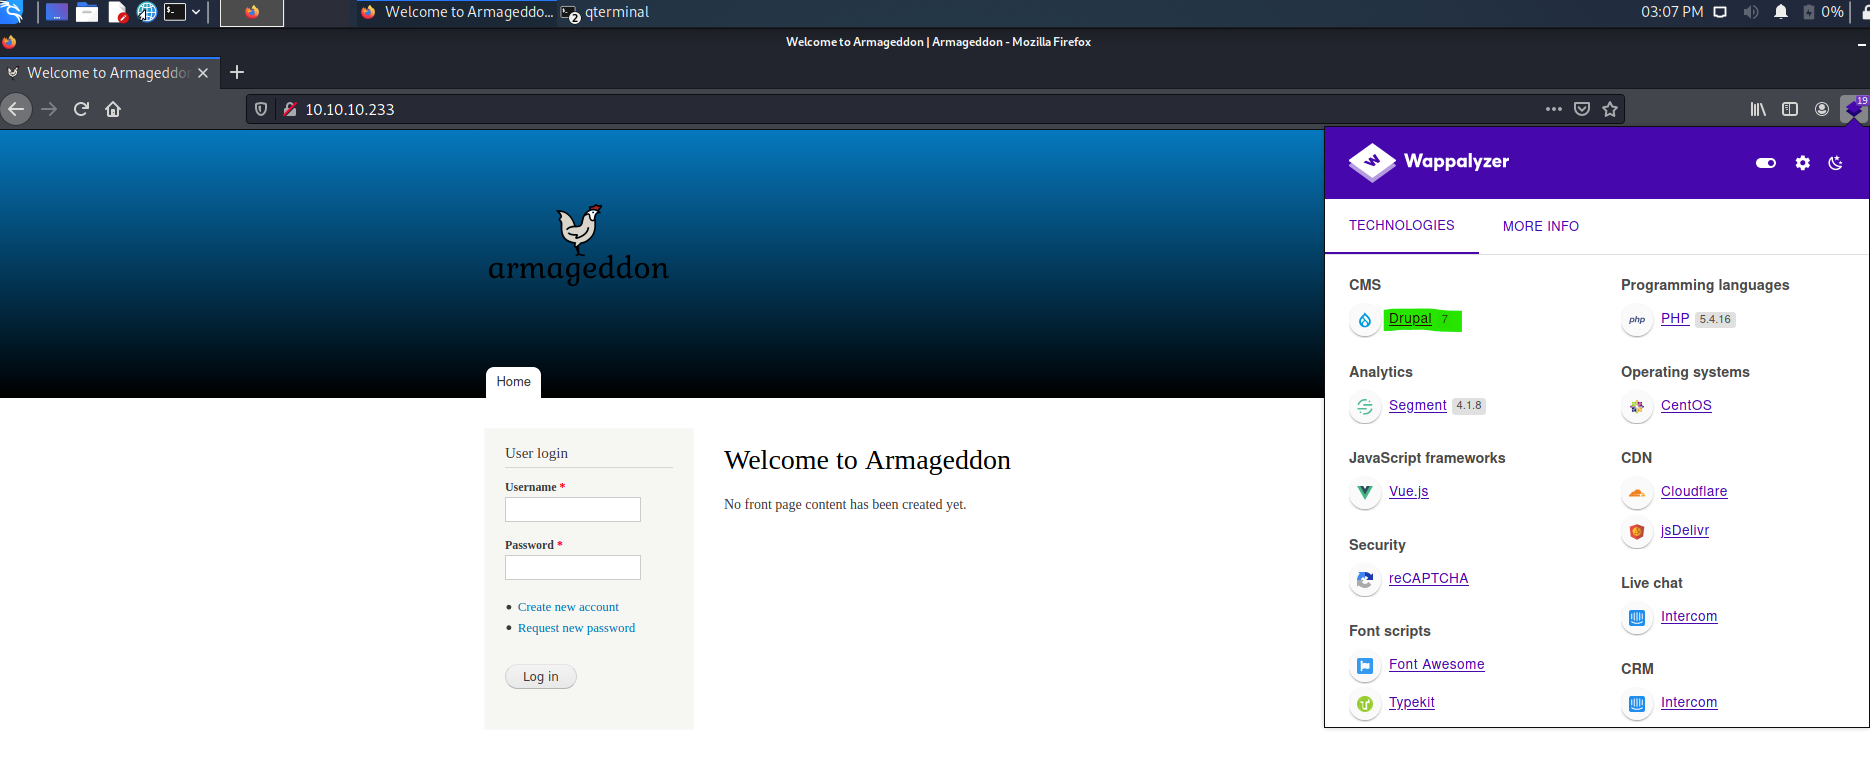 Welcome to Armageddo... qterminal 03:07 PM 0%
2
Welcome to Armageddon | Armageddon - Mozilla Firefox
Welcome to Armageddon
10.10.10.233 19
Wappalyzer
TECHNOLOGIES MORE INFO
armageddon
Home
User login
Username *
Password *
Create new account
Request new password
Log in
Welcome to Armageddon
No front page content has been created yet.
CMS
Drupal 7
Analytics
Segment 4.1.8
JavaScript frameworks
Vue.js
Security
reCAPTCHA
Font scripts
Font Awesome
Typekit
Programming languages
php PHP 5.4.16
Operating systems
CentOS
CDN
Cloudflare
jsDelivr
Live chat
Intercom
CRM
Intercom